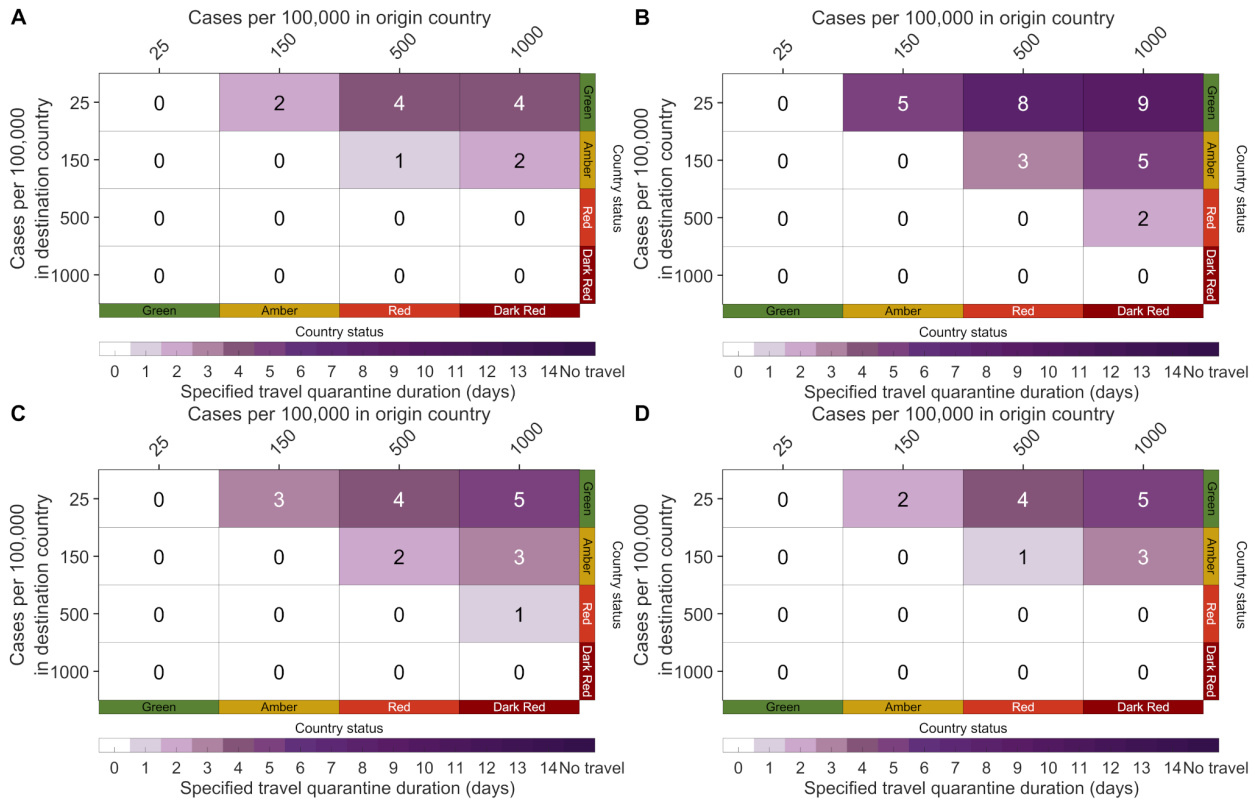 A
Cases per 100,000 in origin country
25 150 500 1000
Cases per 100,000
in destination country
25 0 2 4 4 Green
150 0 0 1 2 Amber
500 0 0 0 0 Red
1000 0 0 0 0 Dark Red
Country status
Green Amber Red Dark Red
Country status
0 1 2 3 4 5 6 7 8 9 10 11 12 13 14 No travel
Specified travel quarantine duration (days)
B
Cases per 100,000 in origin country
25 150 500 1000
Cases per 100,000
in destination country
25 0 5 8 9 Green
150 0 0 3 5 Amber
500 0 0 0 2 Red
1000 0 0 0 0 Dark Red
Country status
Green Amber Red Dark Red
Country status
0 1 2 3 4 5 6 7 8 9 10 11 12 13 14 No travel
Specified travel quarantine duration (days)
C
Cases per 100,000 in origin country
25 150 500 1000
Cases per 100,000
in destination country
25 0 3 4 5 Green
150 0 0 2 3 Amber
500 0 0 0 1 Red
1000 0 0 0 0 Dark Red
Country status
Green Amber Red Dark Red
Country status
0 1 2 3 4 5 6 7 8 9 10 11 12 13 14 No travel
Specified travel quarantine duration (days)
D
Cases per 100,000 in origin country
25 150 500 1000
Cases per 100,000
in destination country
25 0 2 4 5 Green
150 0 0 1 3 Amber
500 0 0 0 0 Red
1000 0 0 0 0 Dark Red
Country status
Green Amber Red Dark Red
Country status
0 1 2 3 4 5 6 7 8 9 10 11 12 13 14 No travel
Specified travel quarantine duration (days)